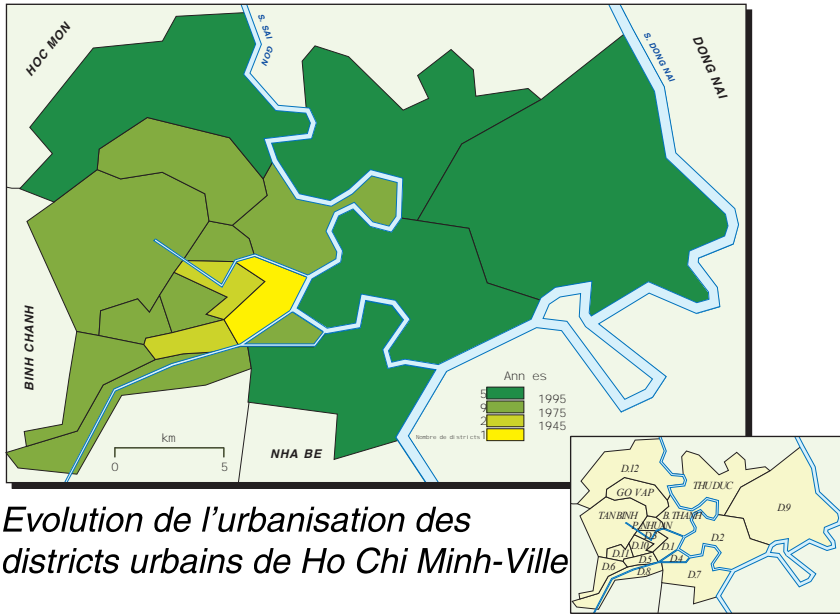 HOC MON
S. SAI GON
S. DONG NAI
DONG NAI
BINH CHANH
NHA BE
km
0 5
Ann es
5
1995
9
1975
2
1945
Nombre de districts 1
Evolution de l'urbanisation des
districts urbains de Ho Chi Minh-Ville
D.12
THU DUC
GO VAP
D.9
TAN BINH
B. THANH
P. NHUAN
D.3
D.2
D.10
D.1
D.11
D.5
D.4
D.6
D.8
D.7